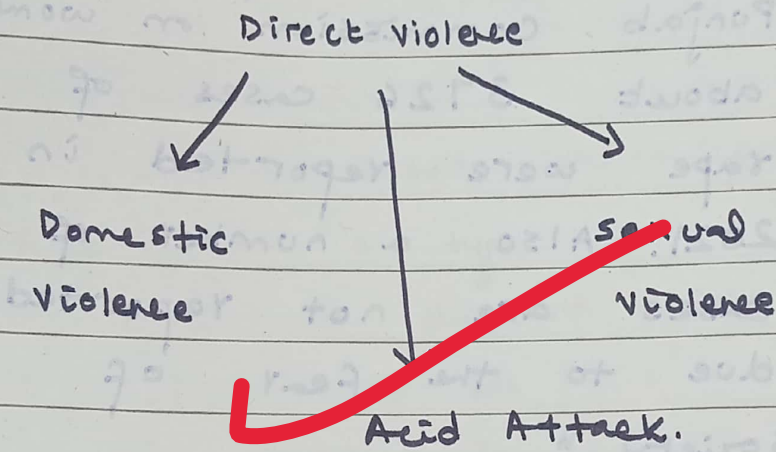 Direct violence
Domestic
violence
sexual
violence
Acid Attack.